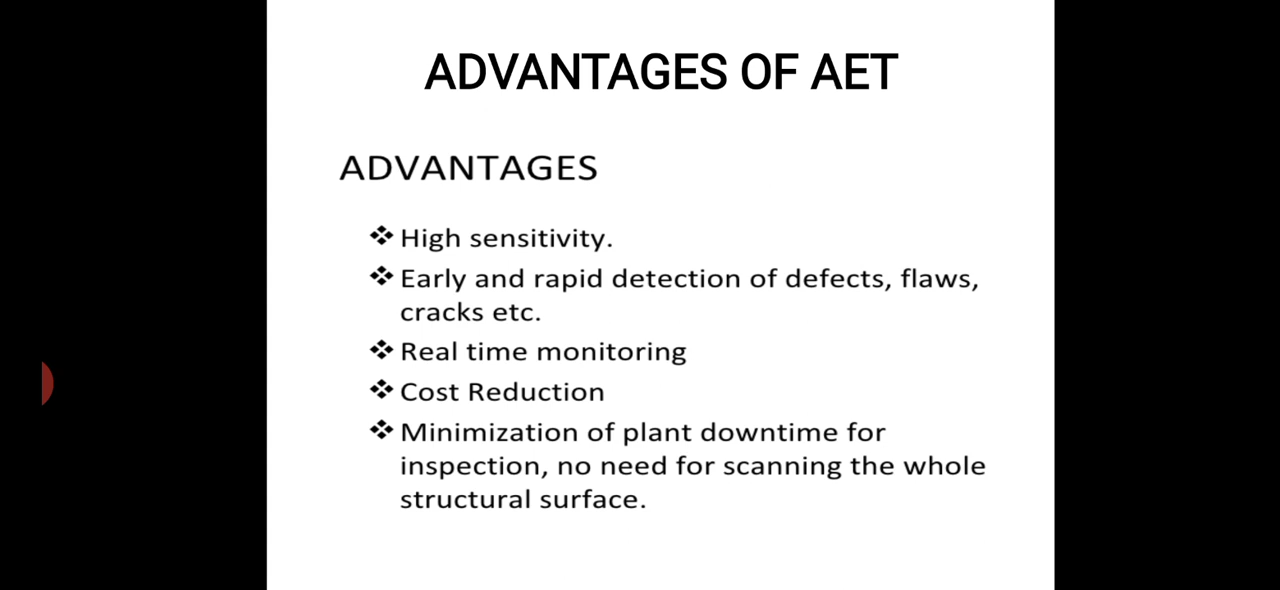 ADVANTAGES OF AET
ADVANTAGES
❖ High sensitivity.
❖ Early and rapid detection of defects, flaws,
cracks etc.
❖ Real time monitoring
❖ Cost Reduction
❖ Minimization of plant downtime for
inspection, no need for scanning the whole
structural surface.